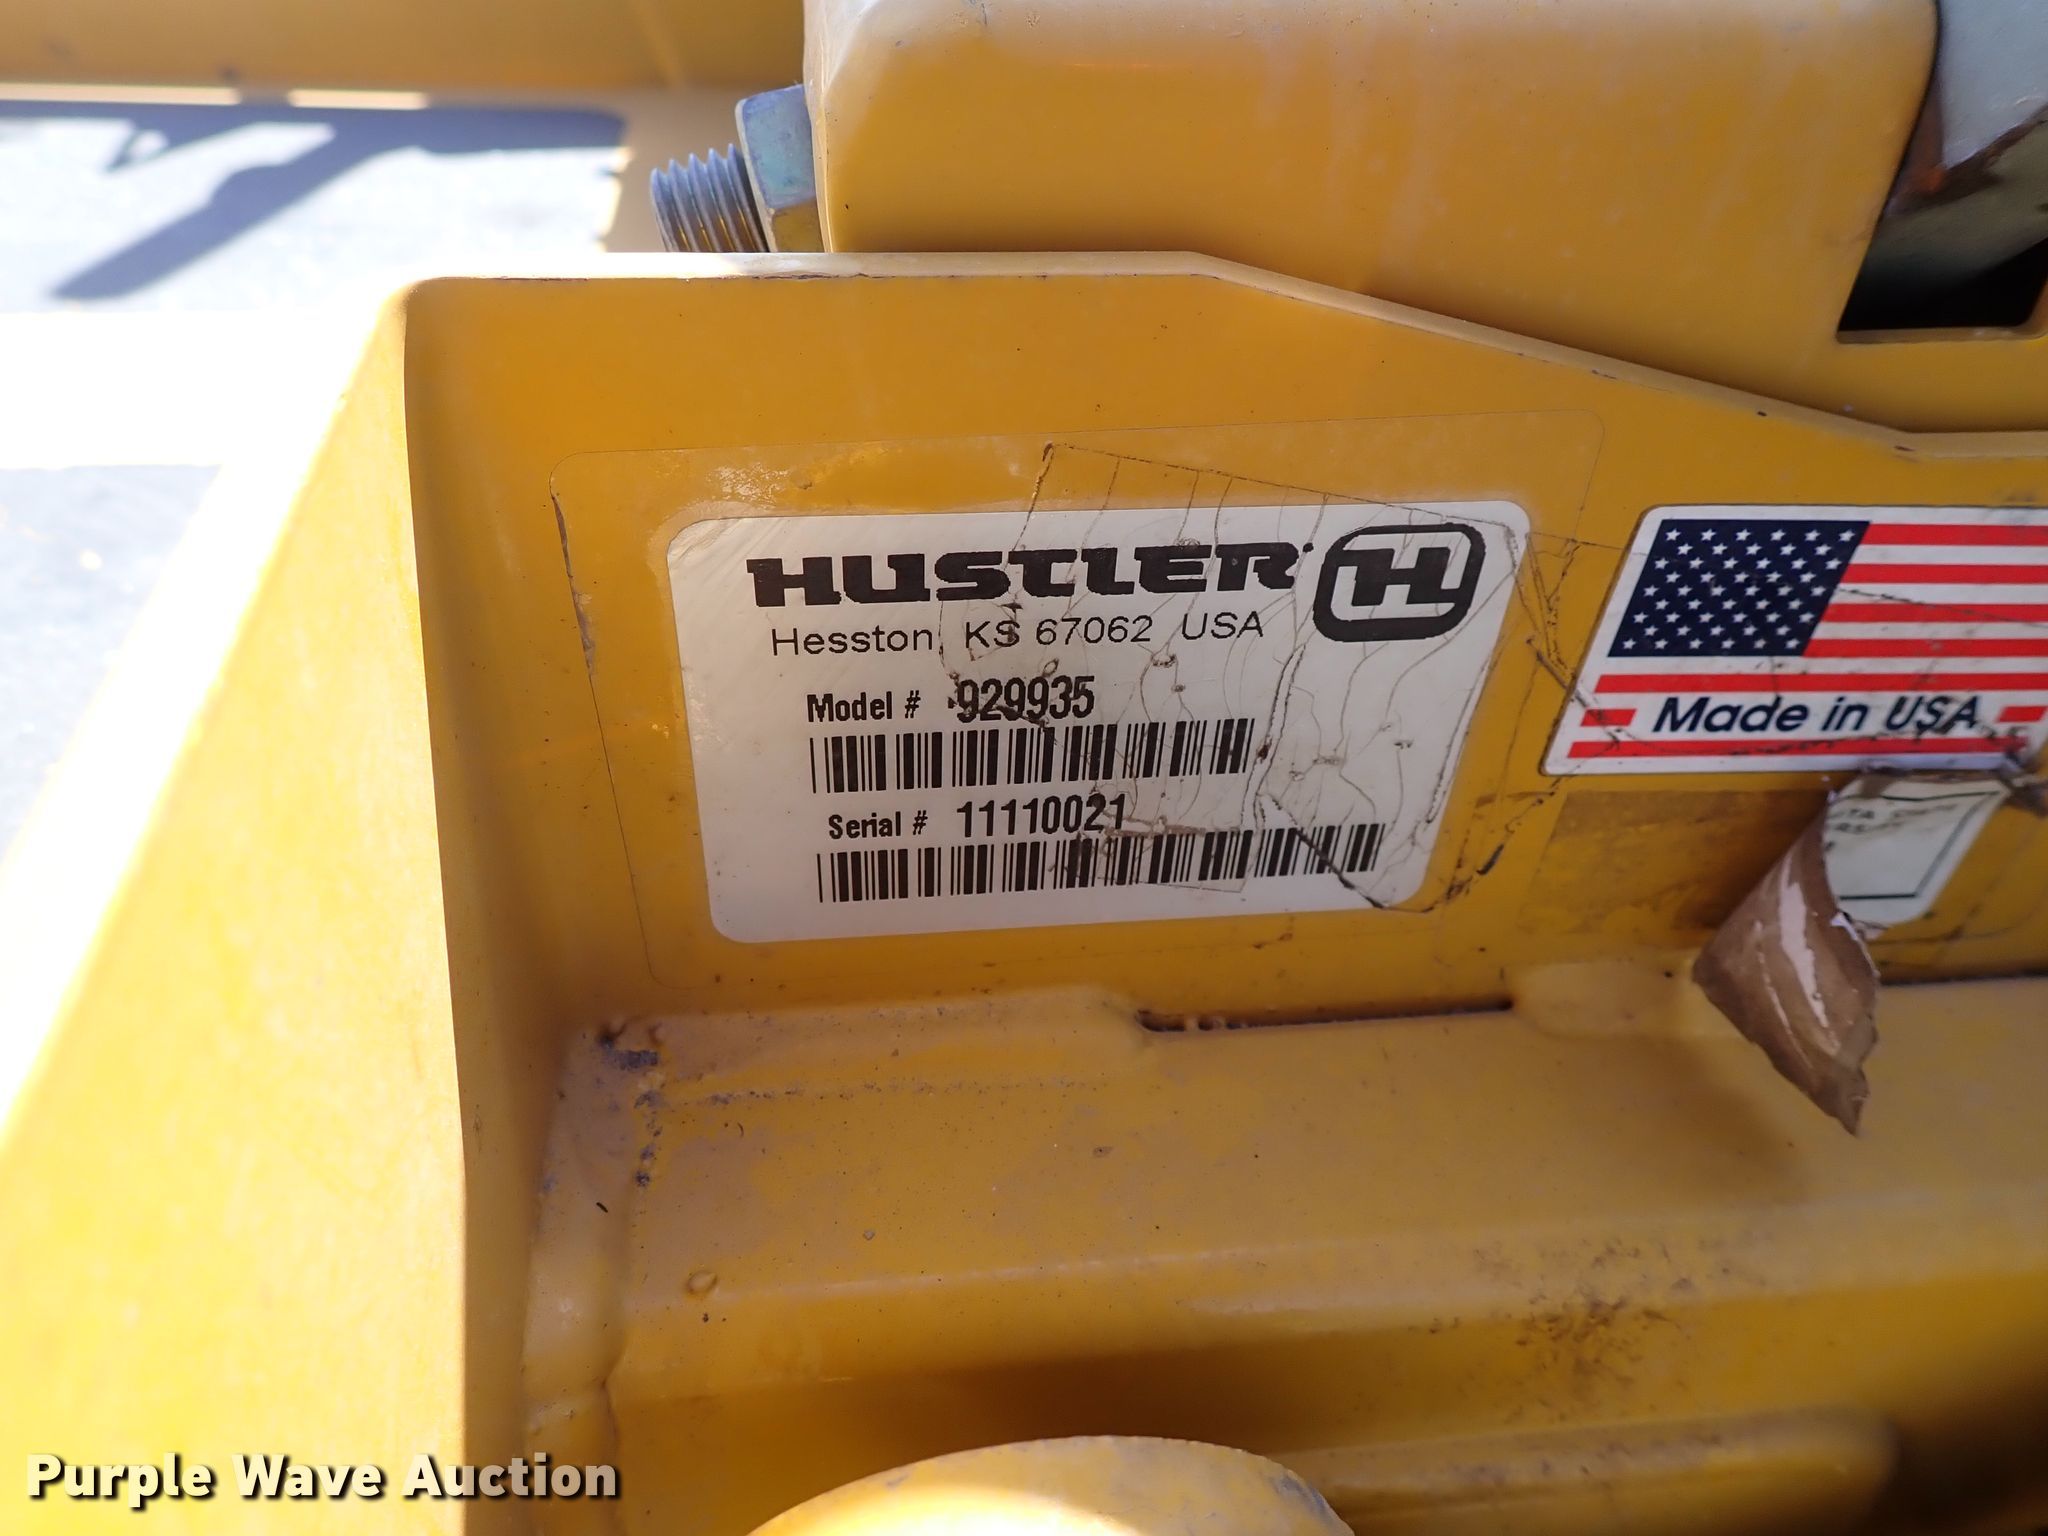 HUSTLER H
Hesston, KS 67062 USA
Model # 929935
Serial # 11110021
Made in USA
Purple Wave Auction